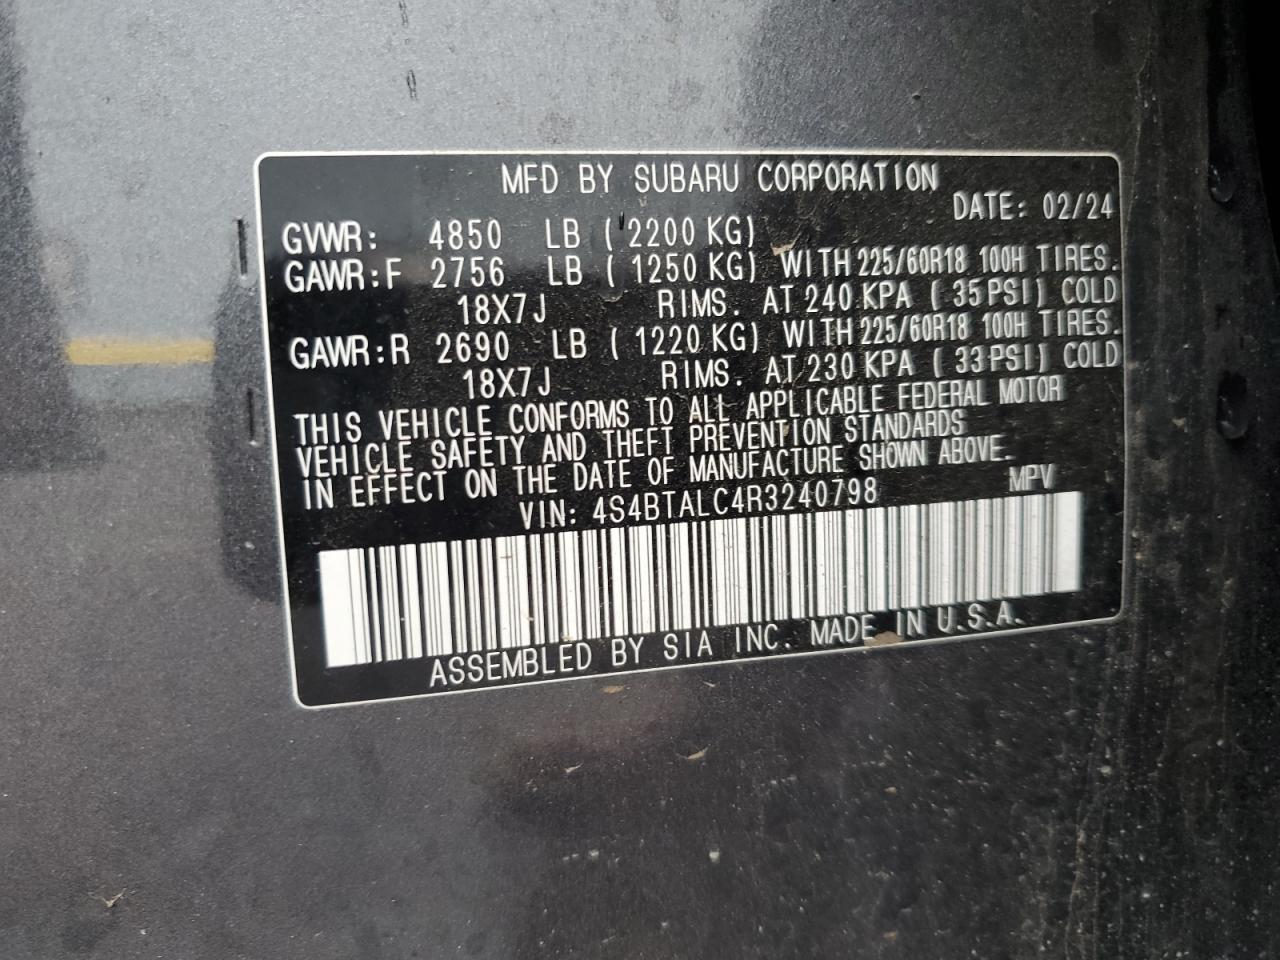 MFD BY SUBARU CORPORATION
DATE: 02/24
GVWR: 4850 LB ( 2200 KG)
GAWR:F 2756 LB ( 1250 KG) WITH 225/60R18 100H TIRES.
18X7J RIMS. AT 240 KPA ( 35 PSI) COLD
GAWR:R 2690 LB ( 1220 KG) WITH 225/60R18 100H TIRES.
18X7J RIMS. AT 230 KPA ( 33 PSI) COLD
THIS VEHICLE CONFORMS TO ALL APPLICABLE FEDERAL MOTOR
VEHICLE SAFETY AND THEFT PREVENTION STANDARDS
IN EFFECT ON THE DATE OF MANUFACTURE SHOWN ABOVE.
VIN: 4S4BTALC4R3240798 MPV
ASSEMBLED BY SIA INC. MADE IN U.S.A.